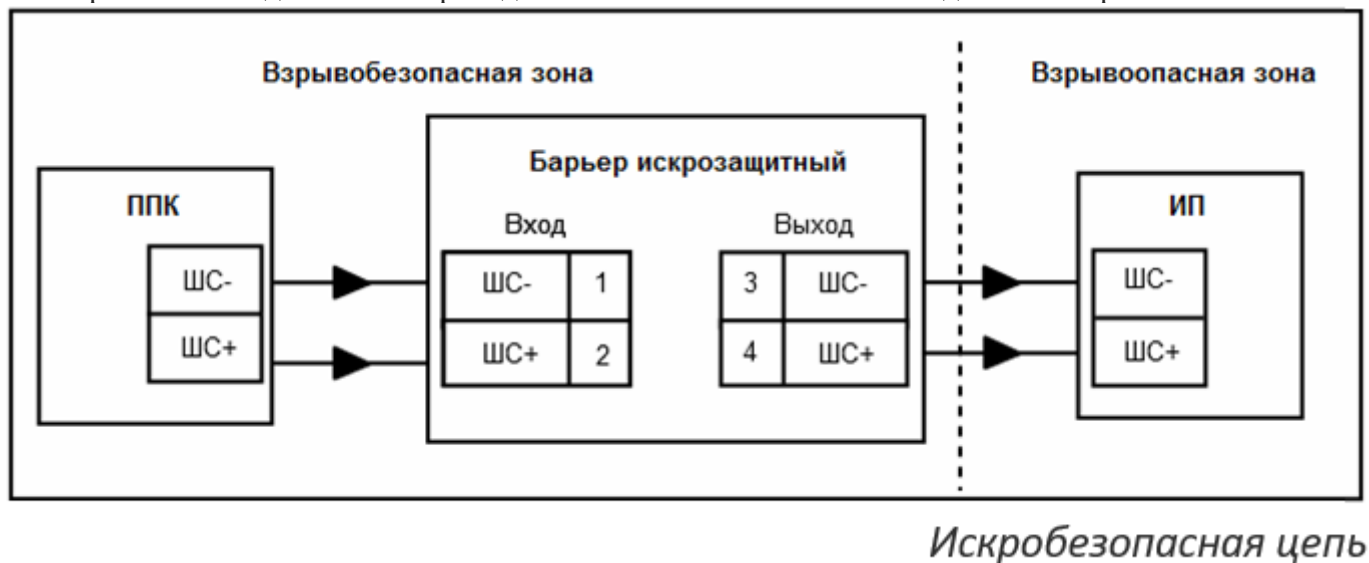 Взрывобезопасная зона
Взрывоопасная зона
Барьер искрозащитный
ППК
ИП
Вход
Выход
ШС-
ШС- 1
3 ШС-
ШС-
ШС+
ШС+ 2
4 ШС+
ШС+
Искробезопасная цепь